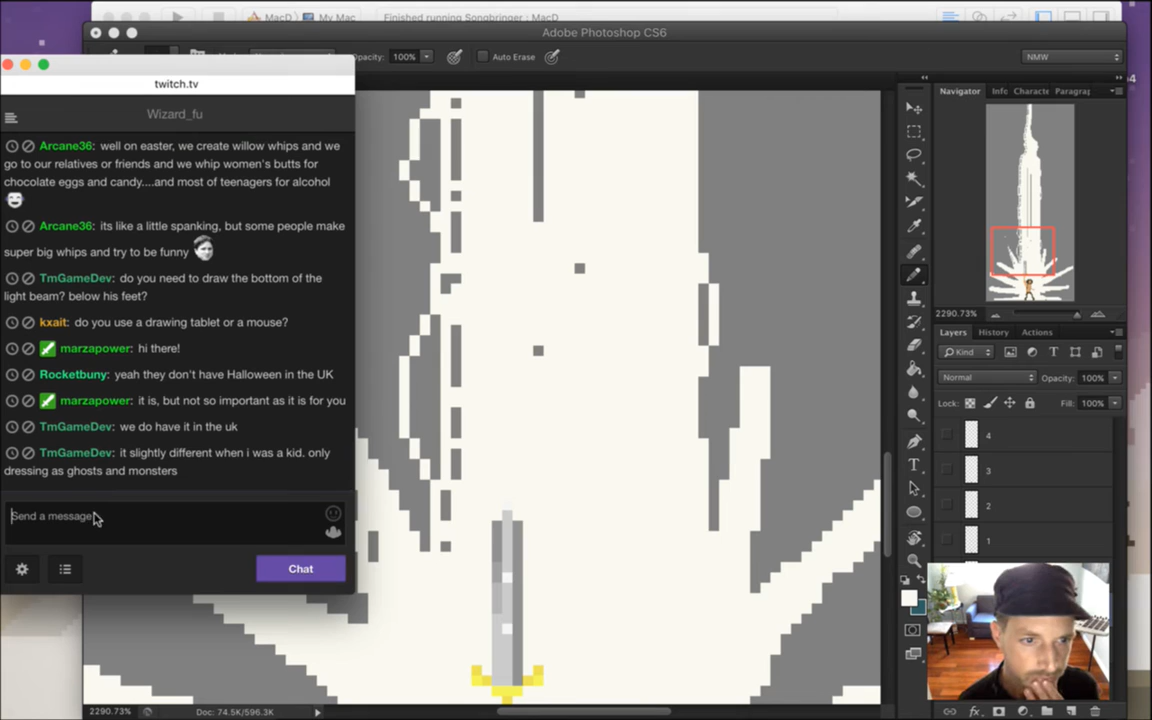 MacD
My Mac
Finished running Songbringer : MacD
Adobe Photoshop CS6
Opacity: 100%
Auto Erase
NMW
twitch.tv
Wizard_fu
Arcane36: well on easter, we create willow whips and we
go to our relatives or friends and we whip women's butts for
chocolate eggs and candy....and most of teenagers for alcohol
Arcane36: its like a little spanking, but some people make
super big whips and try to be funny
TmGameDev: do you need to draw the bottom of the
light beam? below his feet?
kxait: do you use a drawing tablet or a mouse?
marzapower: hi there!
Rocketbuny: yeah they don't have Halloween in the UK
marzapower: it is, but not so important as it is for you
TmGameDev: we do have it in the uk
TmGameDev: it slightly different when i was a kid. only
dressing as ghosts and monsters
Send a message
Chat
Navigator Info Characte Paragra
2290.73%
Layers History Actions
Kind
Normal Opacity: 100%
Lock: Fill: 100%
4
3
2
1
fx
2290.73% Doc: 74.5K/596.3K